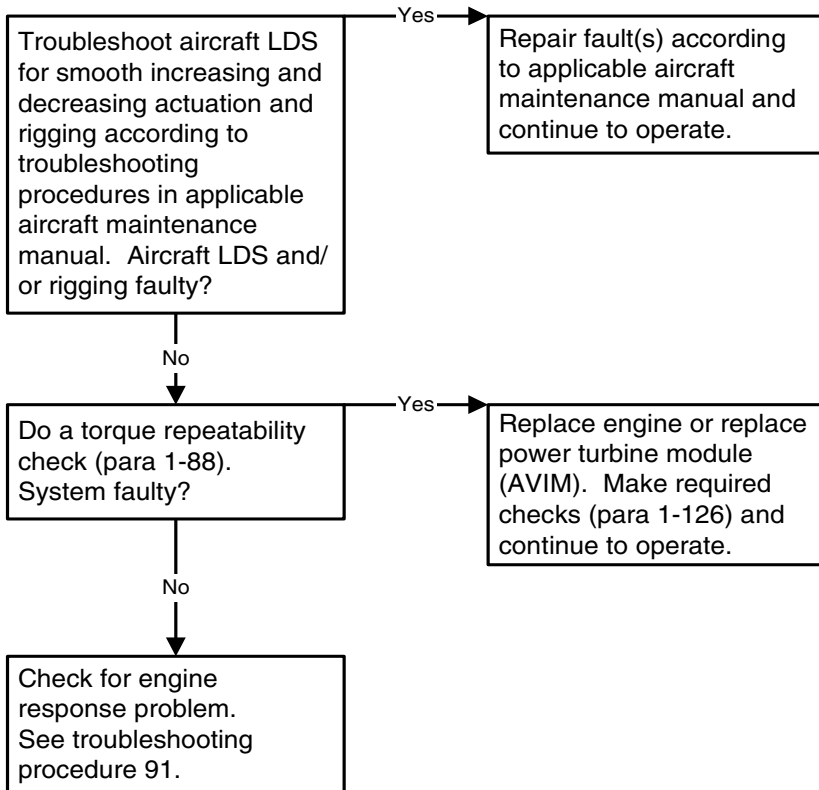 Troubleshoot aircraft LDS
for smooth increasing and
decreasing actuation and
rigging according to
troubleshooting
procedures in applicable
aircraft maintenance
manual.  Aircraft LDS and/
or rigging faulty?
Yes
Repair fault(s) according
to applicable aircraft
maintenance manual and
continue to operate.
No
Do a torque repeatability
check (para 1-88).
System faulty?
Yes
Replace engine or replace
power turbine module
(AVIM).  Make required
checks (para 1-126) and
continue to operate.
No
Check for engine
response problem.
See troubleshooting
procedure 91.